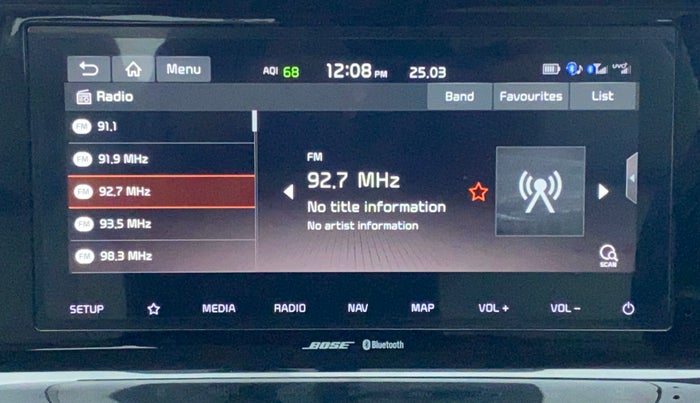 Menu AQI 68 12:08 PM 25.03 UVO
Radio Band Favourites List
FM 91.1
FM 91.9 MHz
FM 92.7 MHz
FM 93.5 MHz
FM 98.3 MHz
FM
92.7 MHz
No title information
No artist information
SCAN
SETUP MEDIA RADIO NAV MAP VOL + VOL -
BOSE Bluetooth